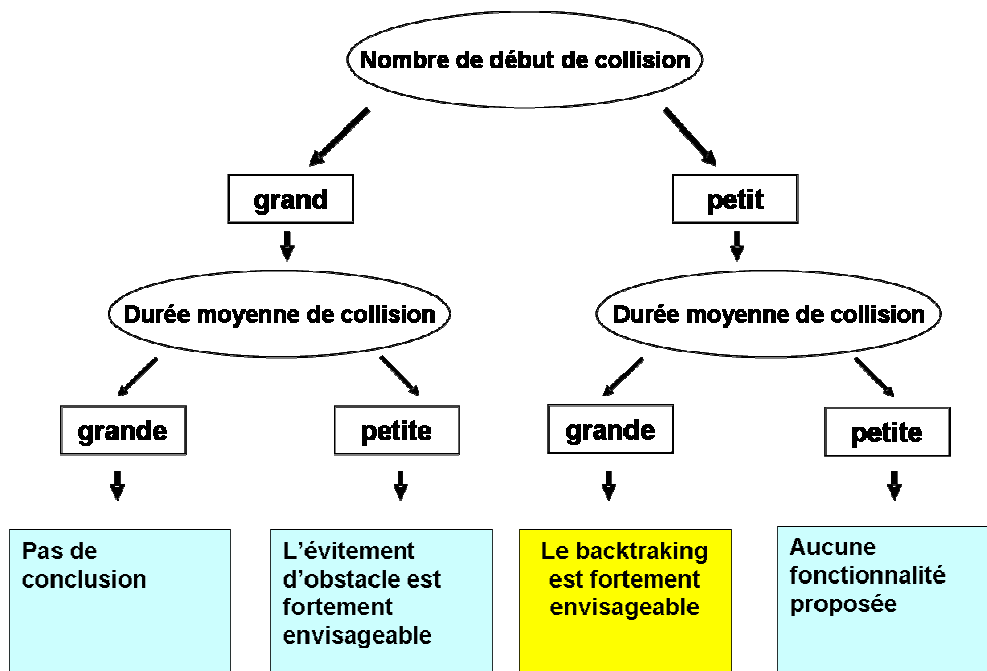 Nombre de début de collision
grand
petit
Durée moyenne de collision
Durée moyenne de collision
grande
petite
grande
petite
Pas de
conclusion
L'évitement
d'obstacle est
fortement
envisageable
Le backtraking
est fortement
envisageable
Aucune
fonctionnalité
proposée